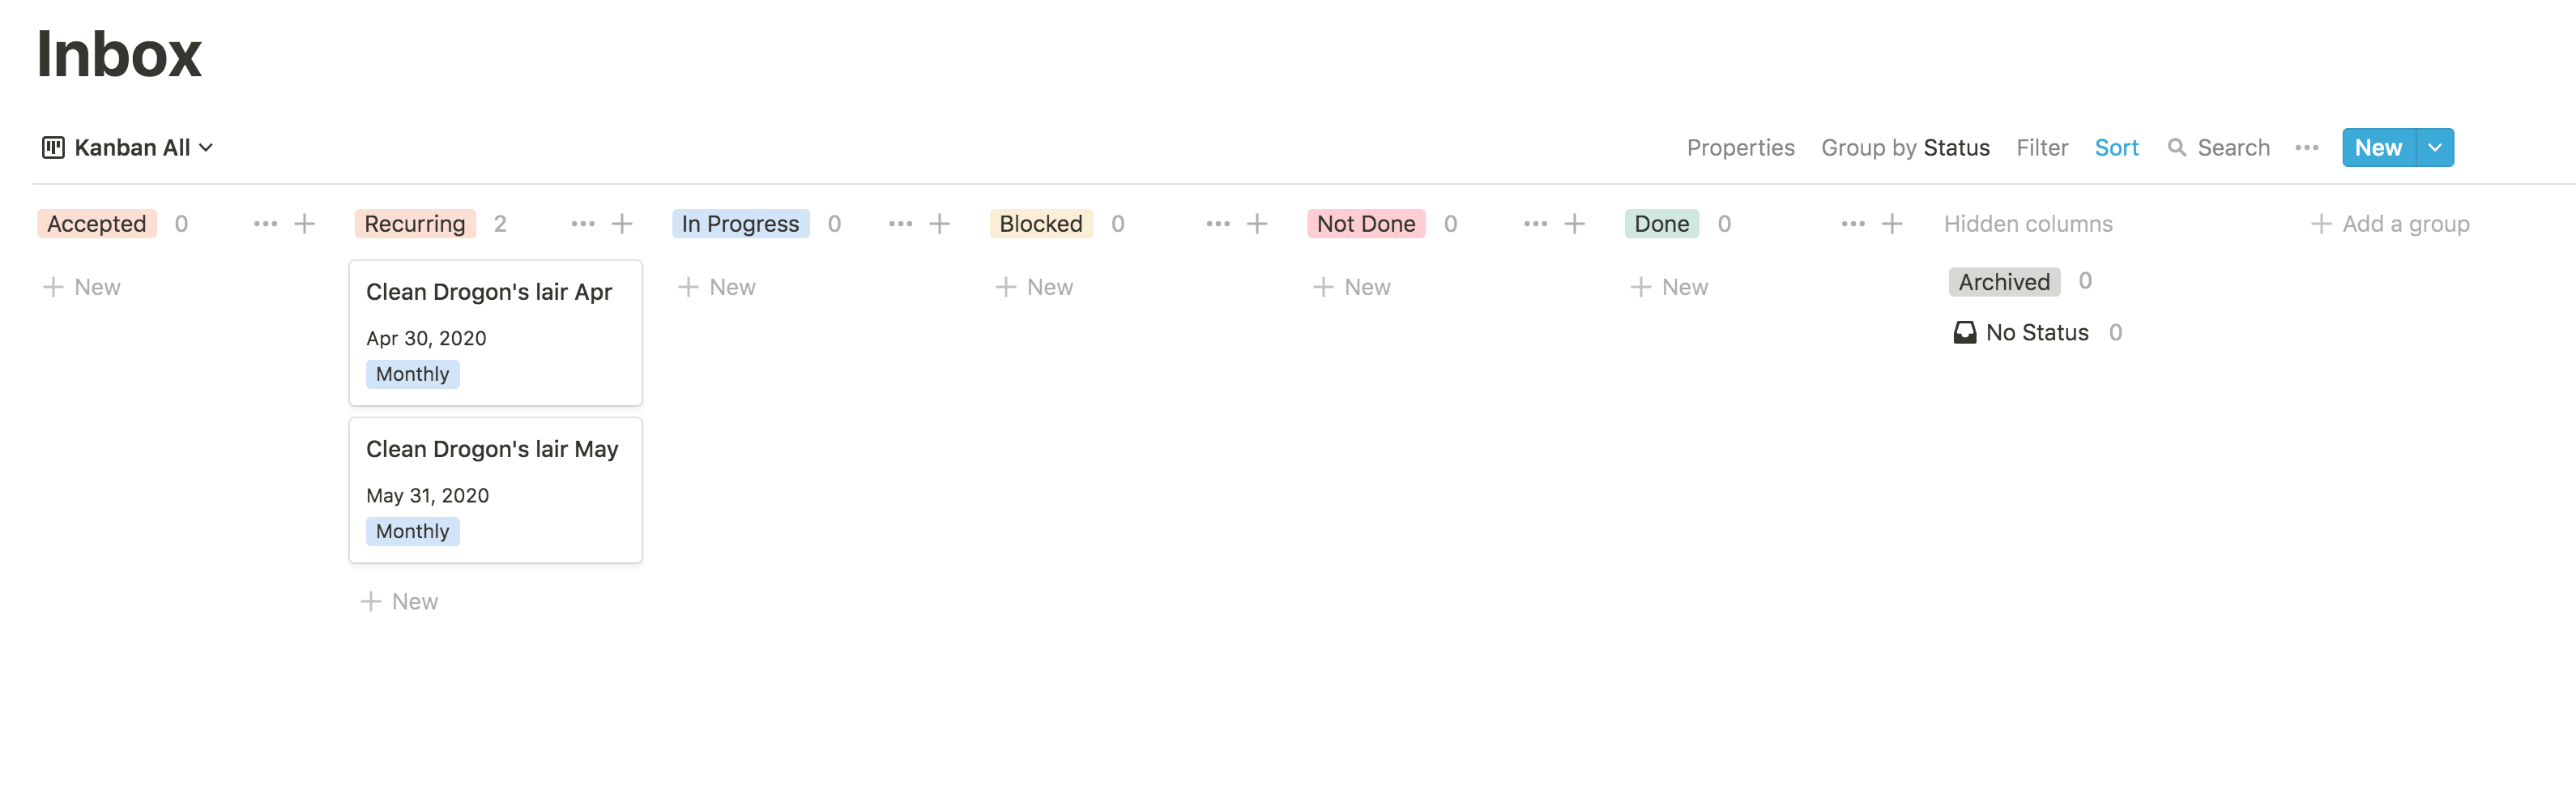 Inbox
Kanban All
Properties Group by Status Filter Sort Search New
Accepted 0
Recurring 2
In Progress 0
Blocked 0
Not Done 0
Done 0
Hidden columns
Add a group
New
Clean Drogon's lair Apr
Apr 30, 2020
Monthly
Clean Drogon's lair May
May 31, 2020
Monthly
New
New
New
New
New
Archived 0
No Status 0